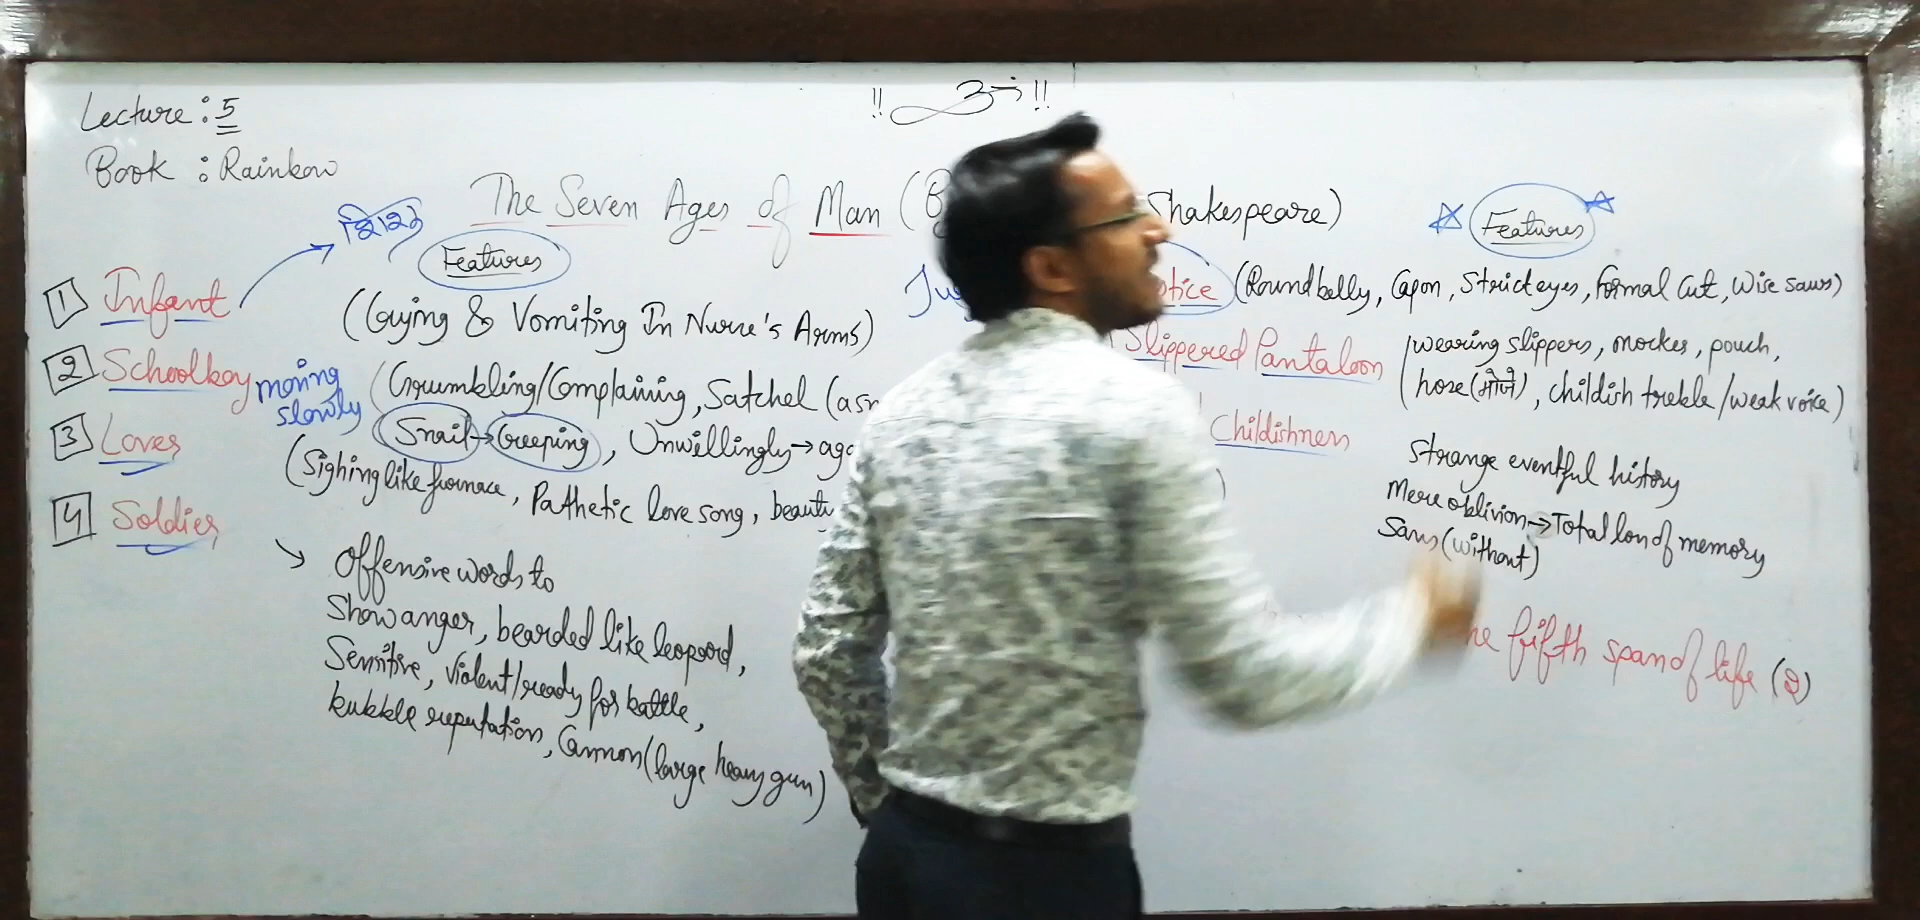 !! !!
Lecture : 5
Book : Rainbow
The Seven Ages of Man (B Shakespeare)
Features
1 Infant
(Crying & Vomiting In Nurse's Arms)
2 Schoolboy moving slowly
(Grumbling/Complaining, Satchel (
Snail → Creeping, Unwillingly →
3 Lover
(Sighing like furnace, Pathetic love song, beauty
4 Soldier
→ Offensive words to
Show anger, bearded like leopard,
Sensitive, Violent/ready for battle,
bubble reputation, Cannon (large heavy gun)
Features
tice (Round belly, Capon, Strict eyes, Formal Cut, Wise saws)
Slippered Pantaloon
(wearing slippers, mockes, pouch,
hose (मोजे), childish treble/weak voice)
Childishness
Strange eventful history
Mere oblivion → Total loss of memory
Sans (without)
he fifth span of life (2)